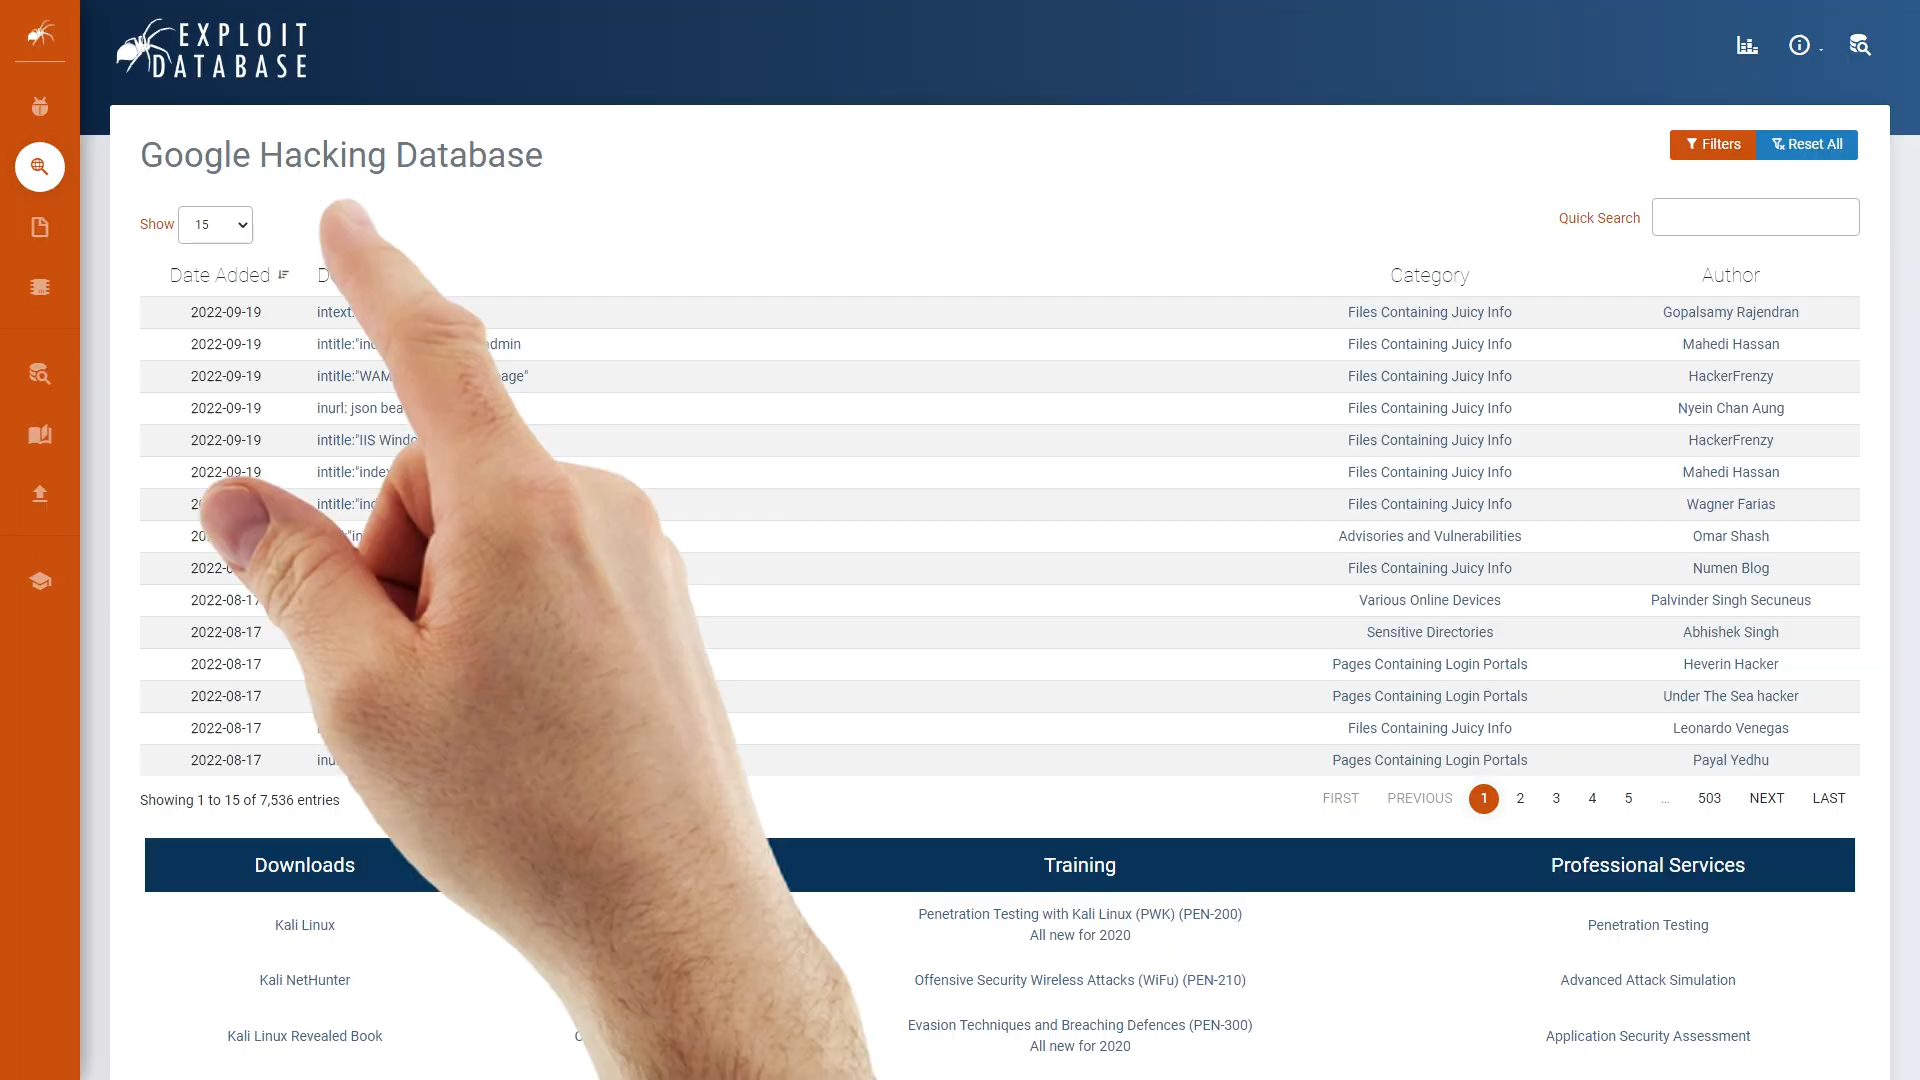 EXPLOIT
DATABASE
Google Hacking Database
Filters
Reset All
Show 15
Quick Search
Date Added
Category
Author
2022-09-19 intext: Files Containing Juicy Info Gopalsamy Rajendran
2022-09-19 Files Containing Juicy Info Mahedi Hassan
2022-09-19 Files Containing Juicy Info HackerFrenzy
2022-09-19 inurl: json Files Containing Juicy Info Nyein Chan Aung
2022-09-19 intitle:"IIS Files Containing Juicy Info HackerFrenzy
2022-09-19 Files Containing Juicy Info Mahedi Hassan
Files Containing Juicy Info Wagner Farias
Advisories and Vulnerabilities Omar Shash
Files Containing Juicy Info Numen Blog
2022-08-17 Various Online Devices Palvinder Singh Secuneus
2022-08-17 Sensitive Directories Abhishek Singh
2022-08-17 Pages Containing Login Portals Heverin Hacker
2022-08-17 Pages Containing Login Portals Under The Sea hacker
2022-08-17 Files Containing Juicy Info Leonardo Venegas
2022-08-17 Pages Containing Login Portals Payal Yedhu
Showing 1 to 15 of 7,536 entries
FIRST PREVIOUS 1 2 3 4 5 ... 503 NEXT LAST
Downloads Training Professional Services
Kali Linux
Penetration Testing with Kali Linux (PWK) (PEN-200)
All new for 2020
Penetration Testing
Kali NetHunter
Offensive Security Wireless Attacks (WiFu) (PEN-210)
Advanced Attack Simulation
Kali Linux Revealed Book
Evasion Techniques and Breaching Defences (PEN-300)
All new for 2020
Application Security Assessment